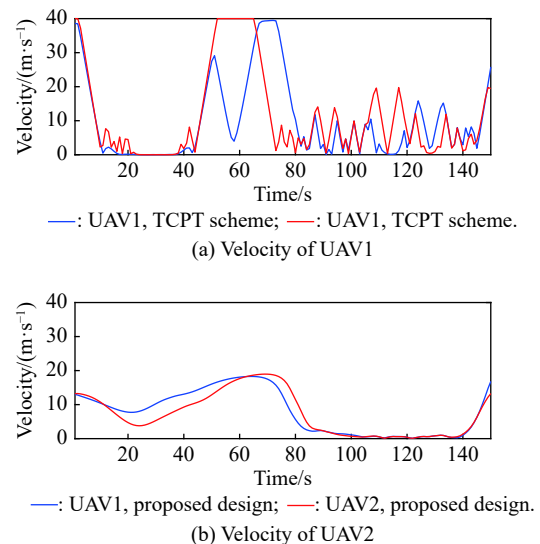 40
30
20
10
0
Velocity/(m·s⁻¹)
20 40 60 80 100 120 140
Time/s
—: UAV1, TCPT scheme; —: UAV1, TCPT scheme.
(a) Velocity of UAV1
40
30
20
10
0
Velocity/(m·s⁻¹)
20 40 60 80 100 120 140
Time/s
—: UAV1, proposed design; —: UAV2, proposed design.
(b) Velocity of UAV2